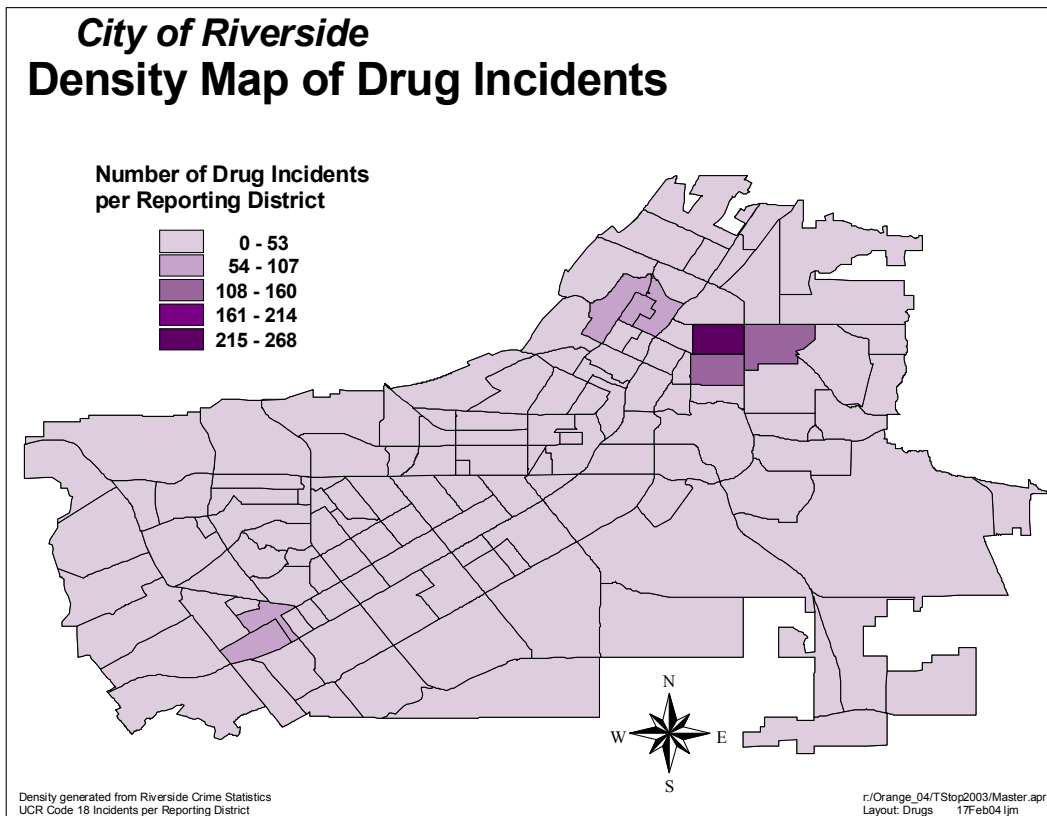 City of Riverside
Density Map of Drug Incidents
Number of Drug Incidents
per Reporting District
0 - 53
54 - 107
108 - 160
161 - 214
215 - 268
N
W E
S
Density generated from Riverside Crime Statistics
UCR Code 18 Incidents per Reporting District
r:/Orange_04/TStop2003/Master.apr
Layout: Drugs 17Feb04 ljm